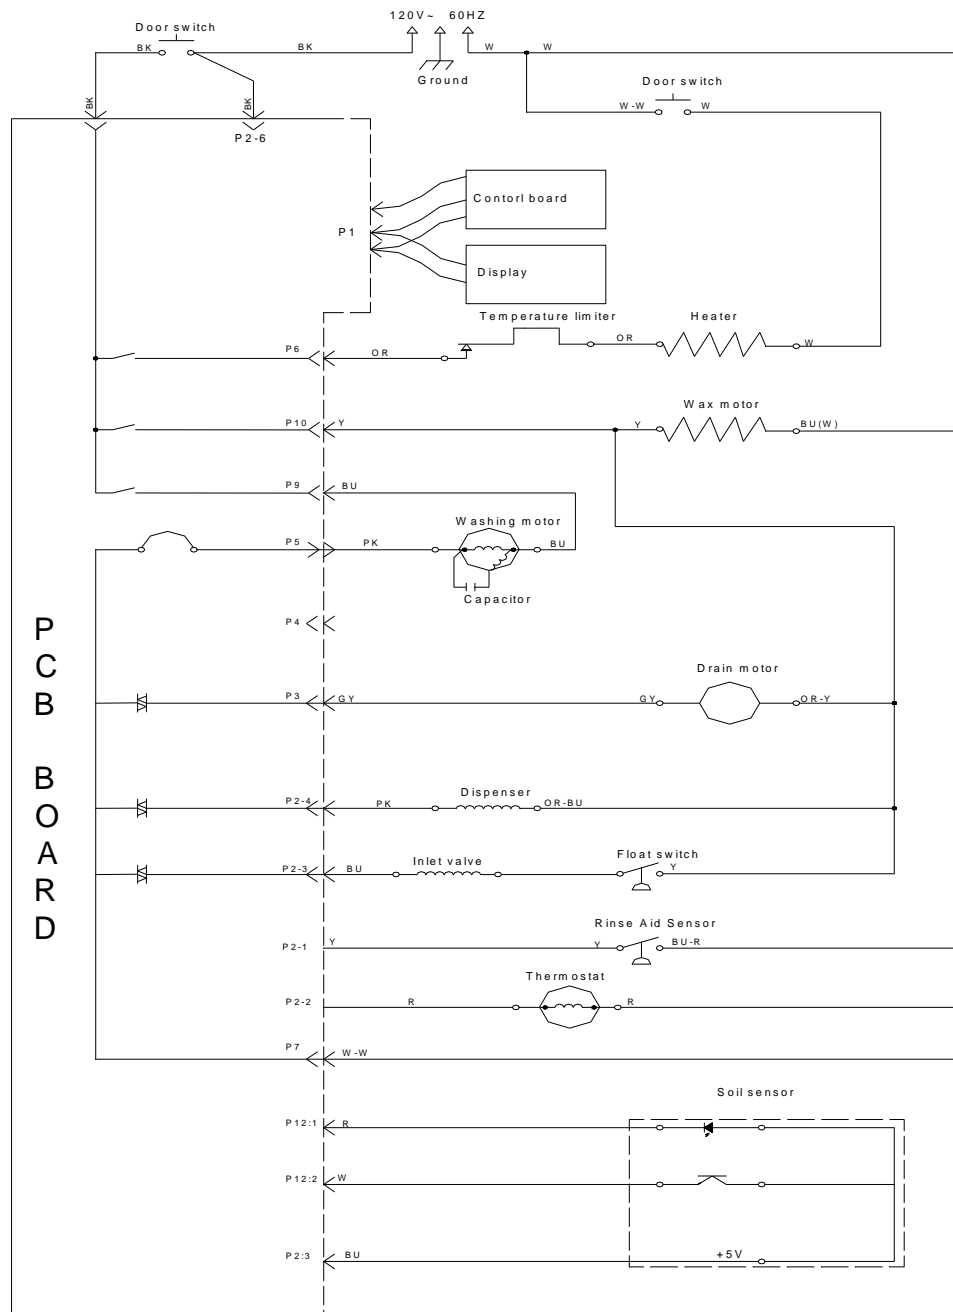 120V~ 60HZ
Door switch
BK
BK
W
W
Ground
Door switch
BK
BK
W-W
W
P2-6
Contorl board
P1
Display
Temperature limiter
Heater
P6
OR
OR
W
Wax motor
P10
Y
Y
BU(W)
P9
BU
Washing motor
P5
PK
BU
Capacitor
P4
PCB BOARD
Drain motor
P3
GY
GY
OR-Y
Dispenser
P2-4
PK
OR-BU
Inlet valve
Float switch
P2-3
BU
Y
Rinse Aid Sensor
P2-1
Y
Y
BU-R
Thermostat
P2-2
R
R
P7
W-W
Soil sensor
P12:1
R
P12:2
W
P2:3
BU
+5V